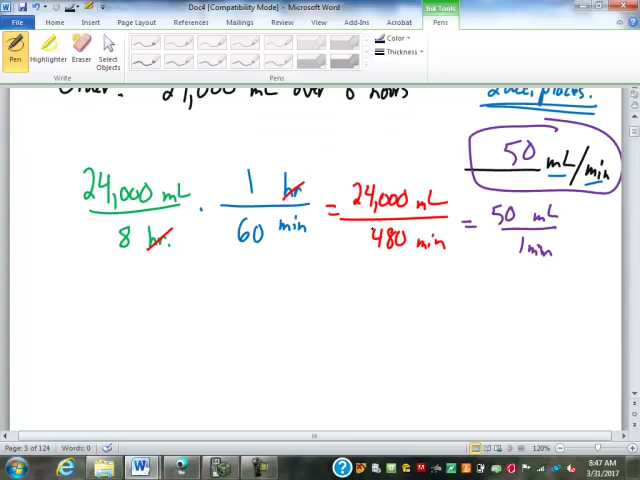 Doc4 [Compatibility Mode] - Microsoft Word
Ink Tools
File Home Insert Page Layout References Mailings Review View Add-Ins Acrobat Pens
Pen Highlighter Eraser Select Objects
Color
Thickness
Write
Pens
24,000 mL over 8 hours
50 mL/min
24,000 mL
8 hr.
·
1 hr
60 min
=
24,000 mL
480 min
=
50 mL
1min
Page: 3 of 124 Words: 0 120%
8:47 AM
3/31/2017